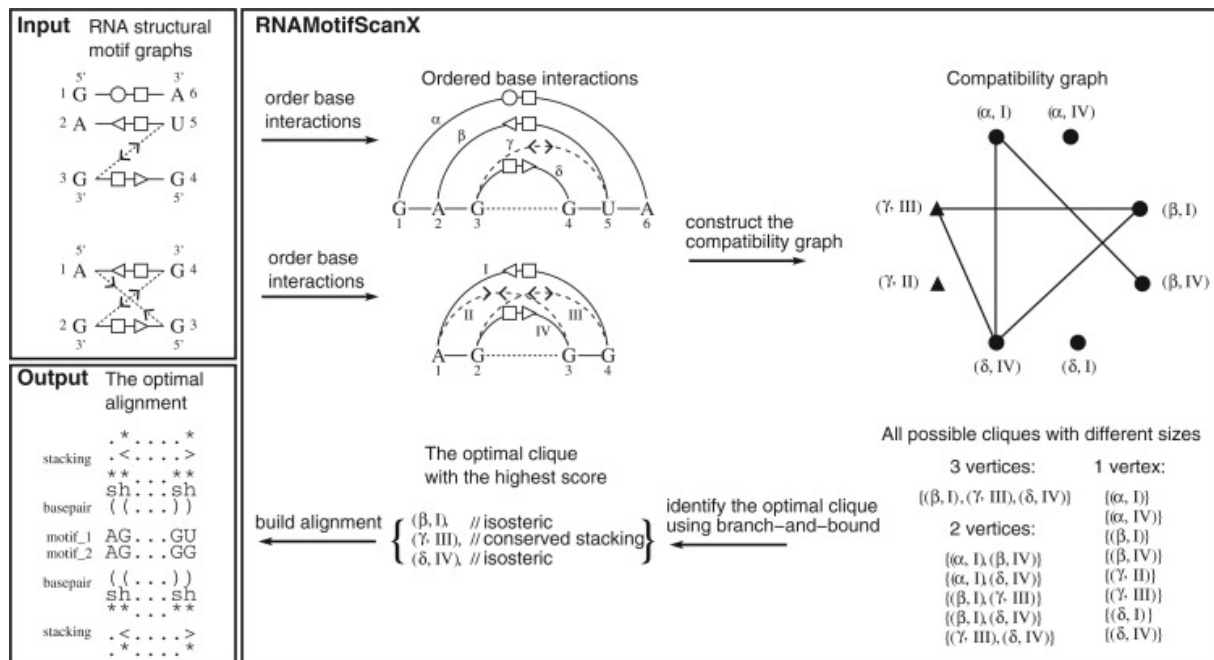 Input RNA structural
motif graphs
5' 3'
1 G A 6
2 A U 5
3 G G 4
3' 5'
5' 3'
1 A G 4
2 G G 3
3' 5'
RNAMotifScanX
order base
interactions
Ordered base interactions
α
β
γ
δ
G A G G U A
1 2 3 4 5 6
order base
interactions
I
II III
IV
A G G G
1 2 3 4
construct the
compatibility graph
Compatibility graph
(α, I) (α, IV)
(γ, III) (β, I)
(γ, II) (β, IV)
(δ, IV) (δ, I)
All possible cliques with different sizes
3 vertices:
{(β, I), (γ, III), (δ, IV)}
2 vertices:
{(α, I),(β, IV)}
{(α, I),(δ, IV)}
{(β, I),(γ, III)}
{(β, I),(δ, IV)}
{(γ, III),(δ, IV)}
1 vertex:
{(α, I)}
{(α, IV)}
{(β, I)}
{(β, IV)}
{(γ, II)}
{(γ, III)}
{(δ, I)}
{(δ, IV)}
identify the optimal clique
using branch-and-bound
The optimal clique
with the highest score
(β, I), // isosteric
(γ, III), // conserved stacking
(δ, IV), // isosteric
build alignment
Output The optimal
alignment
.*....*
stacking .<....>
**...**
sh...sh
basepair ((...))
motif_1 AG...GU
motif_2 AG...GG
basepair ((...))
sh...sh
**...**
stacking .<....>
.*....*